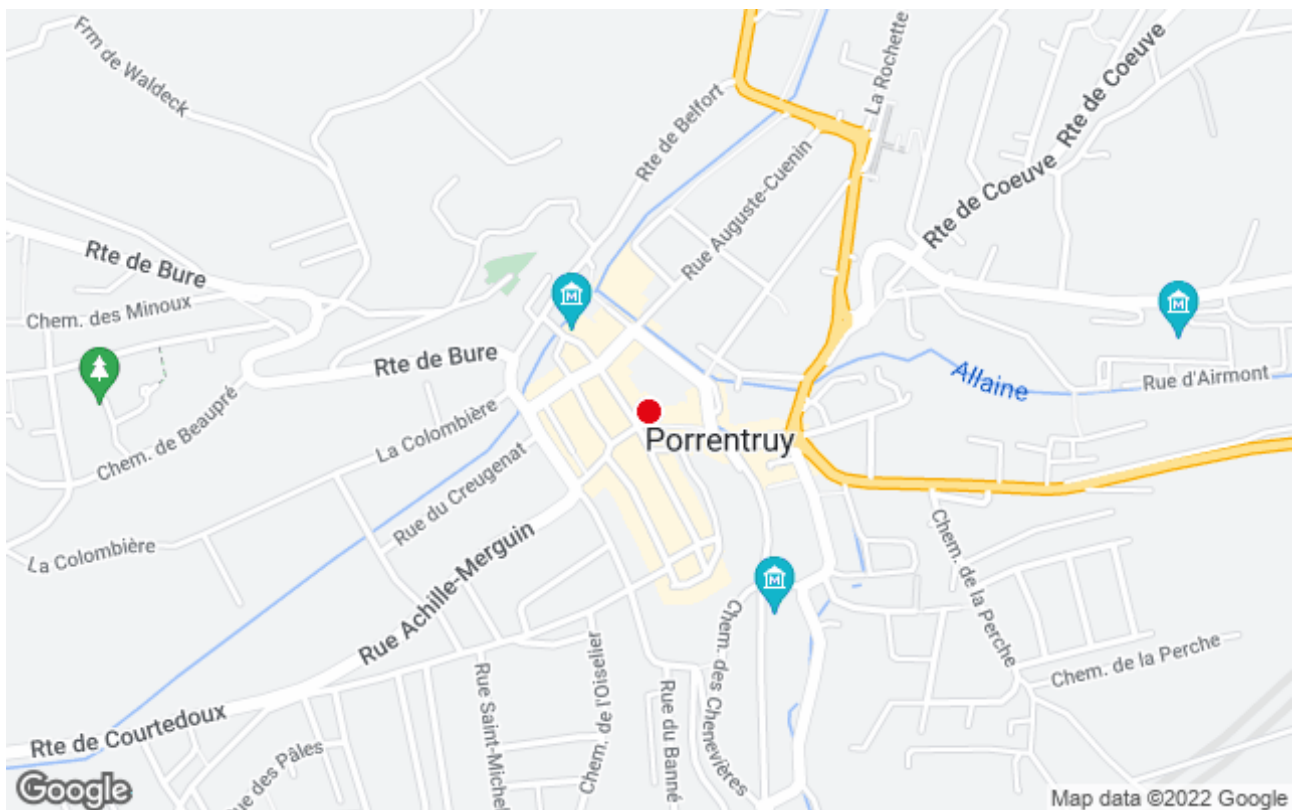 Frm de Waldeck
Rte de Belfort
La Rochette
Rte de Coeuve
Rte de Coeuve
Rue Auguste-Cuenin
Rte de Bure
Chem. des Minoux
Rte de Bure
Allaine
Rue d'Airmont
Chem. de Beaupré
La Colombière
Porrentruy
Rue du Creugenat
La Colombière
Rue Achille-Merguin
Chem. de la Perche
Chem. de la Perche
Chem. des Chenevières
Chem. de l'Oiselier
Rue Saint-Michel
Rue du Banné
Rte de Courtedoux
Rue des Pâles
M
M
M
Google
Map data ©2022 Google